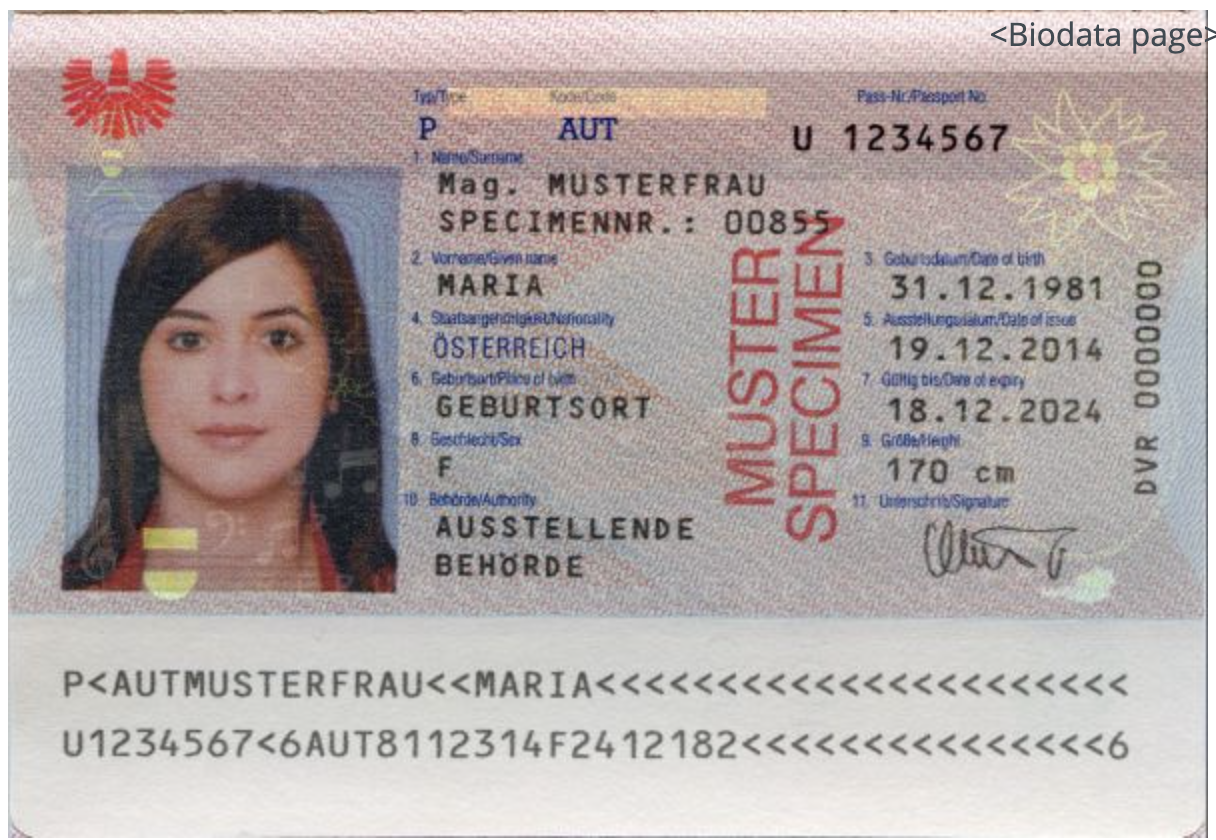 <Biodata page>
Typ/Type Kode/Code Pass-Nr./Passport No.
P AUT U 1234567
1. Name/Surname
Mag. MUSTERFRAU
SPECIMENNR.: 00855
2. Vorname/Given name
MARIA
3. Geburtsdatum/Date of birth
31.12.1981
4. Staatsangehörigkeit/Nationality
ÖSTERREICH
5. Ausstellungsdatum/Date of issue
19.12.2014
6. Geburtsort/Place of birth
GEBURTSORT
7. Gültig bis/Date of expiry
18.12.2024
8. Geschlecht/Sex
F
9. Größe/Height
170 cm
10. Behörde/Authority
AUSSTELLENDE
BEHÖRDE
11. Unterschrift/Signature
MUSTER
SPECIMEN
DVR 0000000
P<AUTMUSTERFRAU<<MARIA<<<<<<<<<<<<<<<<<<<<<<
U1234567<6AUT8112314F2412182<<<<<<<<<<<<<<<6